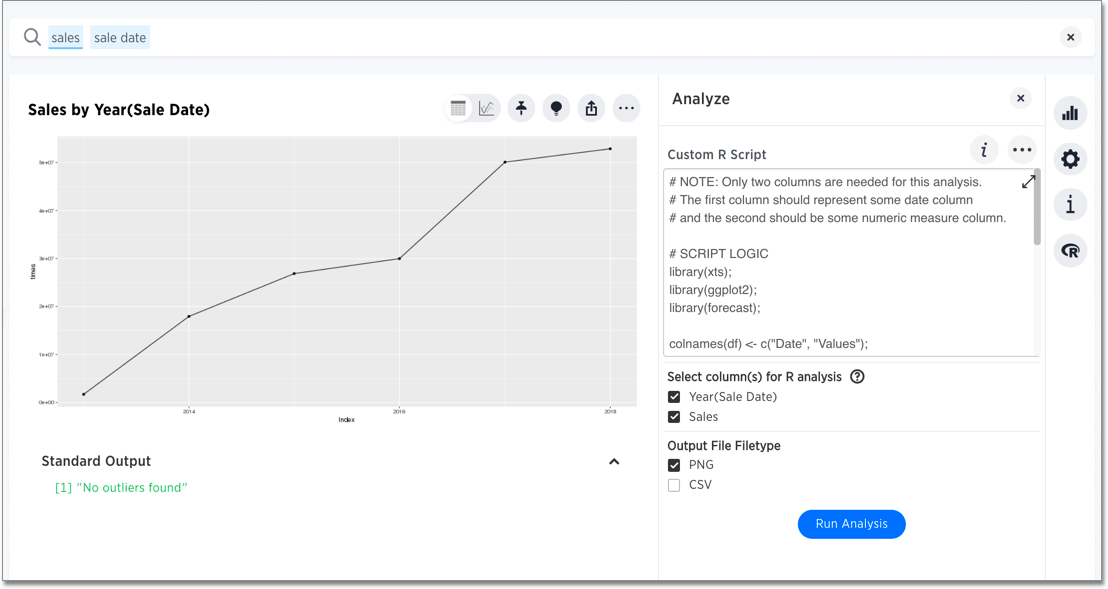 sales sale date
Sales by Year(Sale Date)
5e+07
4e+07
3e+07
2e+07
1e+07
0e+00
times
2014
2016
2018
Index
Standard Output
[1] "No outliers found"
Analyze
Custom R Script
# NOTE: Only two columns are needed for this analysis.
# The first column should represent some date column
# and the second should be some numeric measure column.
# SCRIPT LOGIC
library(xts);
library(ggplot2);
library(forecast);
colnames(df) <- c("Date", "Values");
Select column(s) for R analysis
Year(Sale Date)
Sales
Output File Filetype
PNG
CSV
Run Analysis